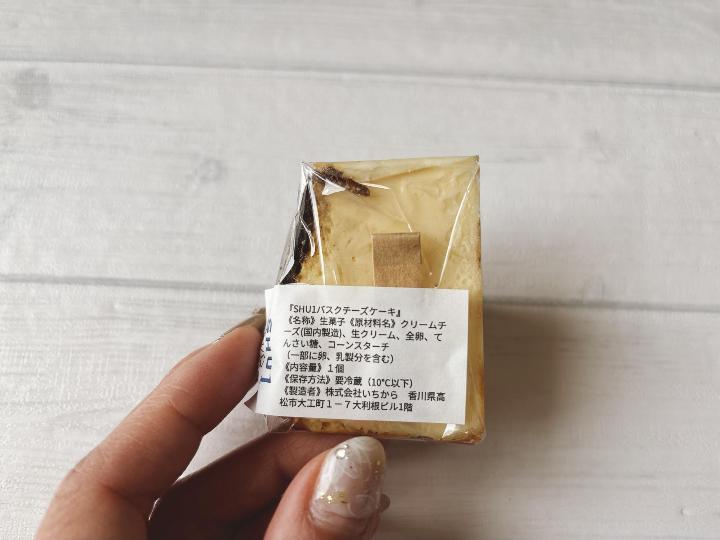 『SHU1バスクチーズケーキ』
《名称》生菓子《原材料名》クリームチ
ーズ(国内製造)、生クリーム、全卵、て
んさい糖、コーンスターチ
（一部に卵、乳製分を含む）
《内容量》１個
《保存方法》要冷蔵（10℃以下）
《製造者》株式会社いちから　香川県高
松市大工町１－７大利根ビル1階